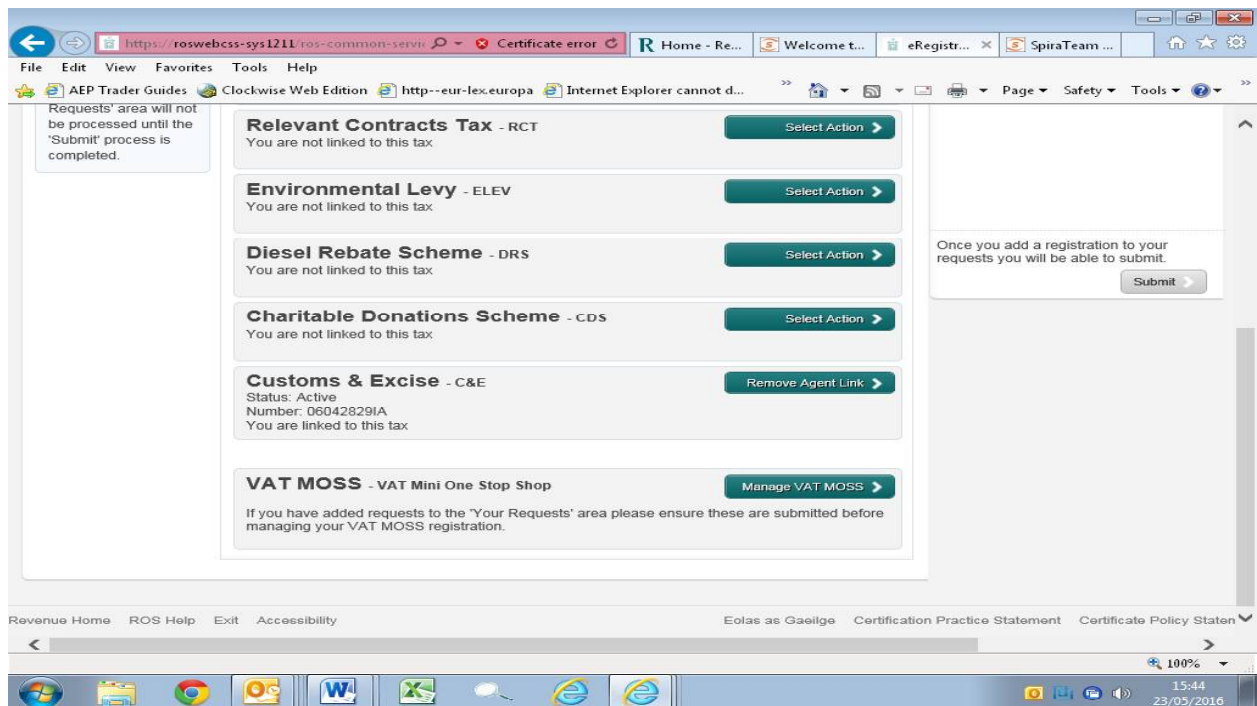 https://roswebcss-sys1211/ros-common-servic
Certificate error
Home - Re...
Welcome t...
eRegistr...
SpiraTeam ...
File Edit View Favorites Tools Help
AEP Trader Guides Clockwise Web Edition http--eur-lex.europa Internet Explorer cannot d...
Page Safety Tools
Requests' area will not
be processed until the
'Submit' process is
completed.
Relevant Contracts Tax - RCT
You are not linked to this tax
Select Action
Environmental Levy - ELEV
You are not linked to this tax
Select Action
Diesel Rebate Scheme - DRS
You are not linked to this tax
Select Action
Charitable Donations Scheme - CDS
You are not linked to this tax
Select Action
Customs & Excise - C&E
Status: Active
Number: 06042829IA
You are linked to this tax
Remove Agent Link
VAT MOSS - VAT Mini One Stop Shop
Manage VAT MOSS
If you have added requests to the 'Your Requests' area please ensure these are submitted before
managing your VAT MOSS registration.
Once you add a registration to your
requests you will be able to submit.
Submit
Revenue Home ROS Help Exit Accessibility
Eolas as Gaeilge Certification Practice Statement Certificate Policy Staten
100%
15:44
23/05/2016